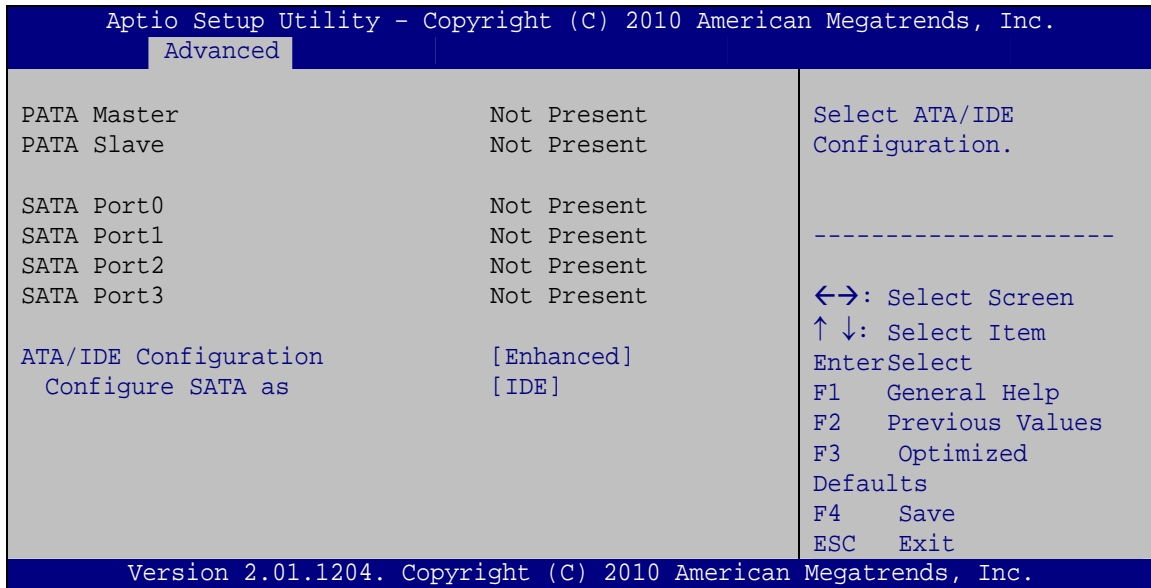 Aptio Setup Utility – Copyright (C) 2010 American Megatrends, Inc.
Advanced
PATA Master Not Present
PATA Slave Not Present
SATA Port0 Not Present
SATA Port1 Not Present
SATA Port2 Not Present
SATA Port3 Not Present
ATA/IDE Configuration [Enhanced]
Configure SATA as [IDE]
Select ATA/IDE
Configuration.
---------------------
←→: Select Screen
↑ ↓: Select Item
EnterSelect
F1 General Help
F2 Previous Values
F3 Optimized
Defaults
F4 Save
ESC Exit
Version 2.01.1204. Copyright (C) 2010 American Megatrends, Inc.